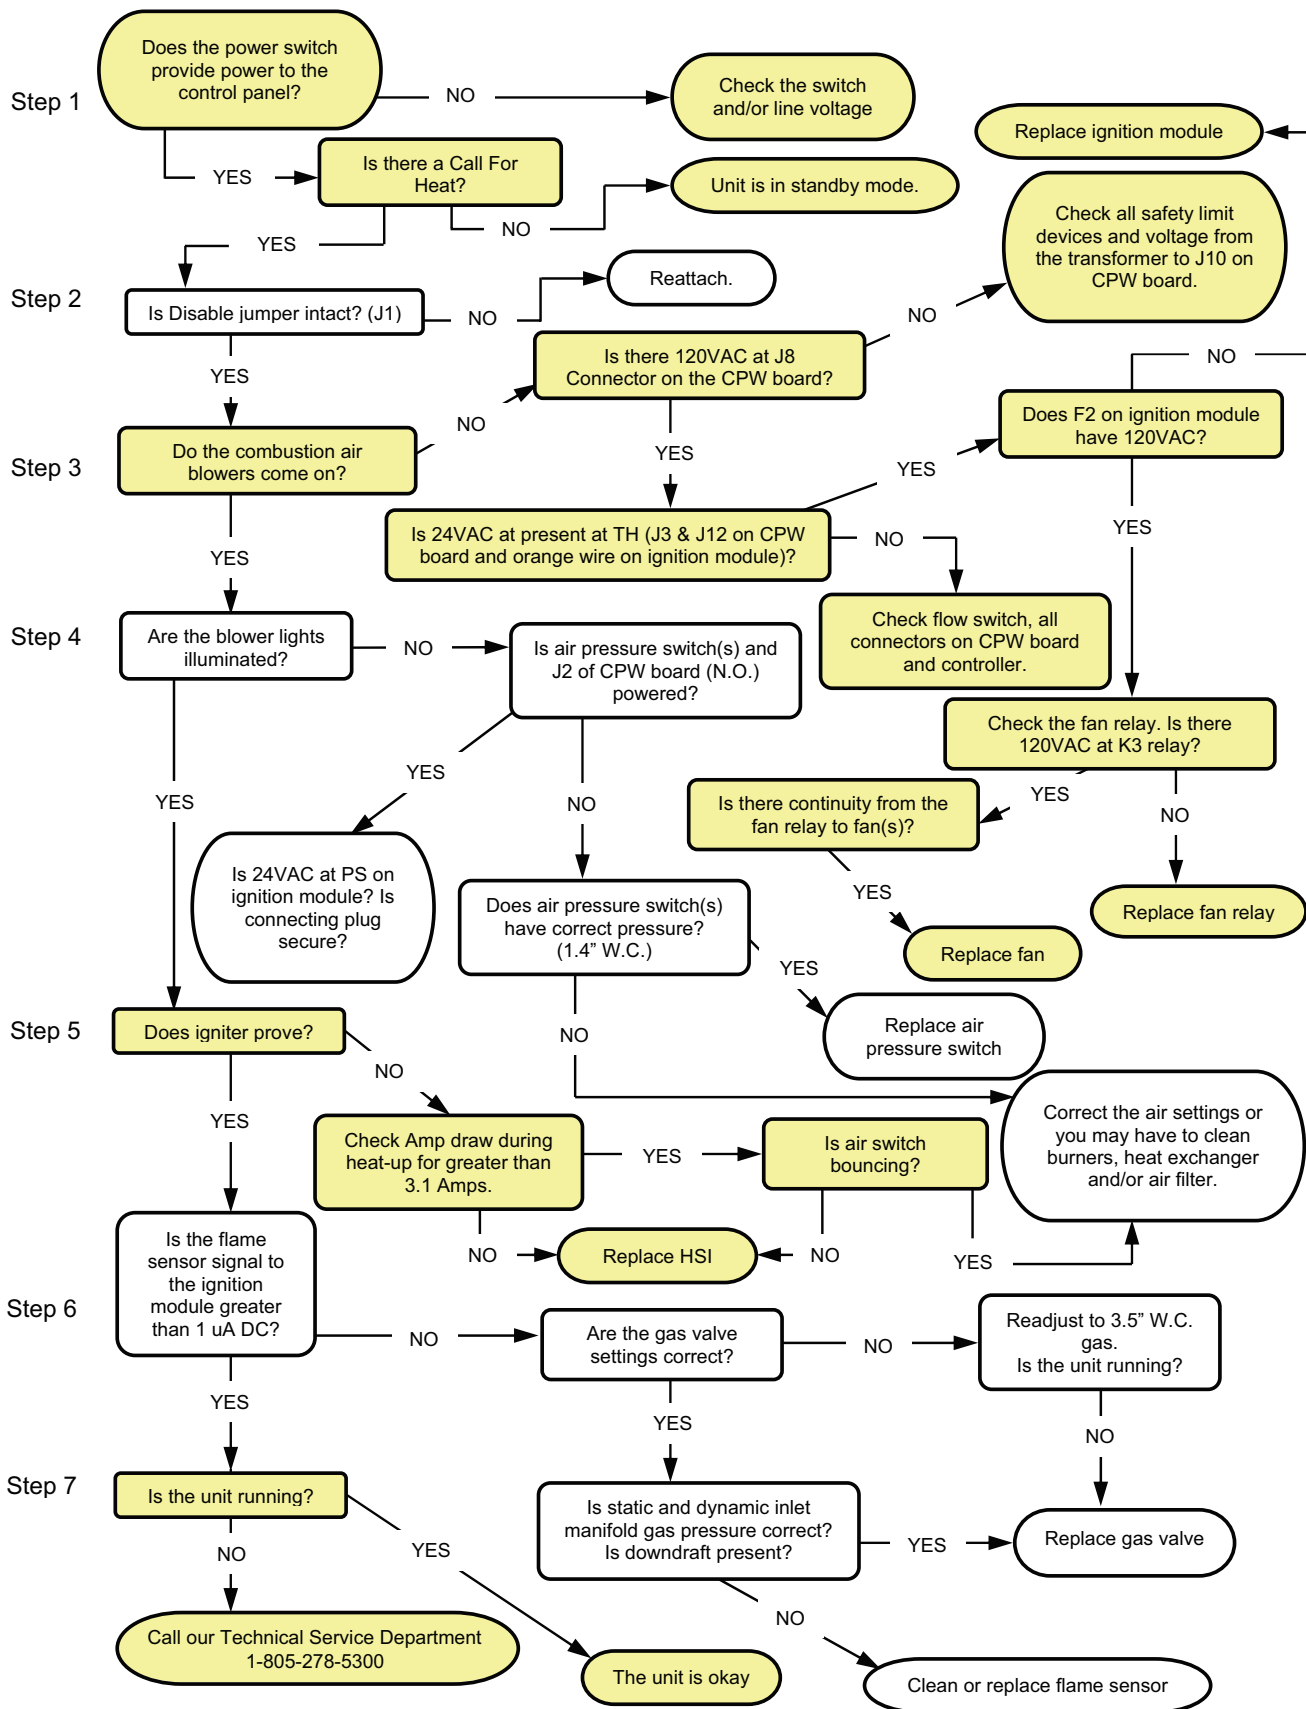 Does the power switch
provide power to the
control panel?
Step 1
NO
Check the switch
and/or line voltage
Replace ignition module
YES
Is there a Call For
Heat?
NO
Unit is in standby mode.
Check all safety limit
devices and voltage from
the transformer to J10 on
CPW board.
YES
Step 2
Is Disable jumper intact? (J1)
NO
Reattach.
YES
Is there 120VAC at J8
Connector on the CPW board?
NO
NO
Step 3
Do the combustion air
blowers come on?
NO
YES
YES
Does F2 on ignition module
have 120VAC?
Is 24VAC at present at TH (J3 & J12 on CPW
board and orange wire on ignition module)?
NO
YES
YES
Check flow switch, all
connectors on CPW board
and controller.
Step 4
Are the blower lights
illuminated?
NO
Is air pressure switch(s) and
J2 of CPW board (N.O.)
powered?
Check the fan relay. Is there
120VAC at K3 relay?
YES
YES
NO
Is there continuity from the
fan relay to fan(s)?
YES
NO
Is 24VAC at PS on
ignition module? Is
connecting plug
secure?
Does air pressure switch(s)
have correct pressure?
(1.4” W.C.)
YES
Replace fan
Replace fan relay
YES
Replace air
pressure switch
NO
Step 5
Does igniter prove?
NO
YES
Check Amp draw during
heat-up for greater than
3.1 Amps.
YES
Is air switch
bouncing?
Correct the air settings or
you may have to clean
burners, heat exchanger
and/or air filter.
NO
Replace HSI
NO
YES
Step 6
Is the flame
sensor signal to
the ignition
module greater
than 1 uA DC?
NO
Are the gas valve
settings correct?
NO
Readjust to 3.5” W.C.
gas.
Is the unit running?
YES
YES
NO
Step 7
Is the unit running?
Is static and dynamic inlet
manifold gas pressure correct?
Is downdraft present?
YES
Replace gas valve
NO
YES
NO
Call our Technical Service Department
1-805-278-5300
The unit is okay
Clean or replace flame sensor